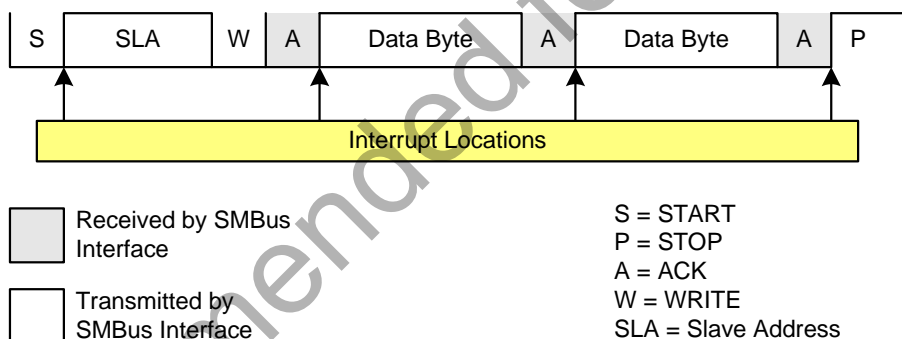 S SLA W A Data Byte A Data Byte A P
Interrupt Locations
Received by SMBus
Interface
Transmitted by
SMBus Interface
S = START
P = STOP
A = ACK
W = WRITE
SLA = Slave Address